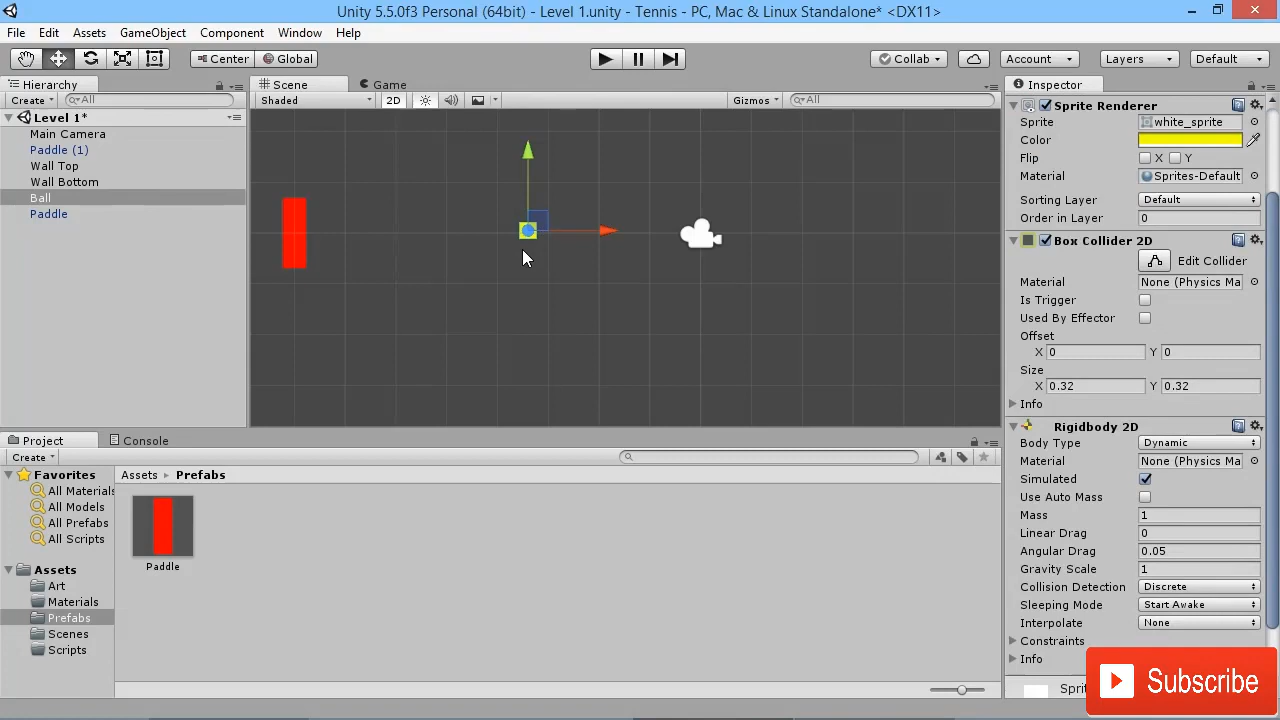 Unity 5.5.0f3 Personal (64bit) - Level 1.unity - Tennis - PC, Mac & Linux Standalone* <DX11>
File Edit Assets GameObject Component Window Help
Center Global Collab Account Layers Default
Hierarchy Scene Game Inspector
Create All Shaded 2D Gizmos All
Level 1*
Main Camera
Paddle (1)
Wall Top
Wall Bottom
Ball
Paddle
Sprite Renderer
Sprite white_sprite
Color
Flip X Y
Material Sprites-Default
Sorting Layer Default
Order in Layer 0
Box Collider 2D
Edit Collider
Material None (Physics Ma
Is Trigger
Used By Effector
Offset
X 0 Y 0
Size
X 0.32 Y 0.32
Info
Rigidbody 2D
Body Type Dynamic
Material None (Physics Ma
Simulated
Use Auto Mass
Mass 1
Linear Drag 0
Angular Drag 0.05
Gravity Scale 1
Collision Detection Discrete
Sleeping Mode Start Awake
Interpolate None
Constraints
Info
Project Console
Create
Favorites
All Materials
All Models
All Prefabs
All Scripts
Assets
Art
Materials
Prefabs
Scenes
Scripts
Assets Prefabs
Paddle
Subscribe